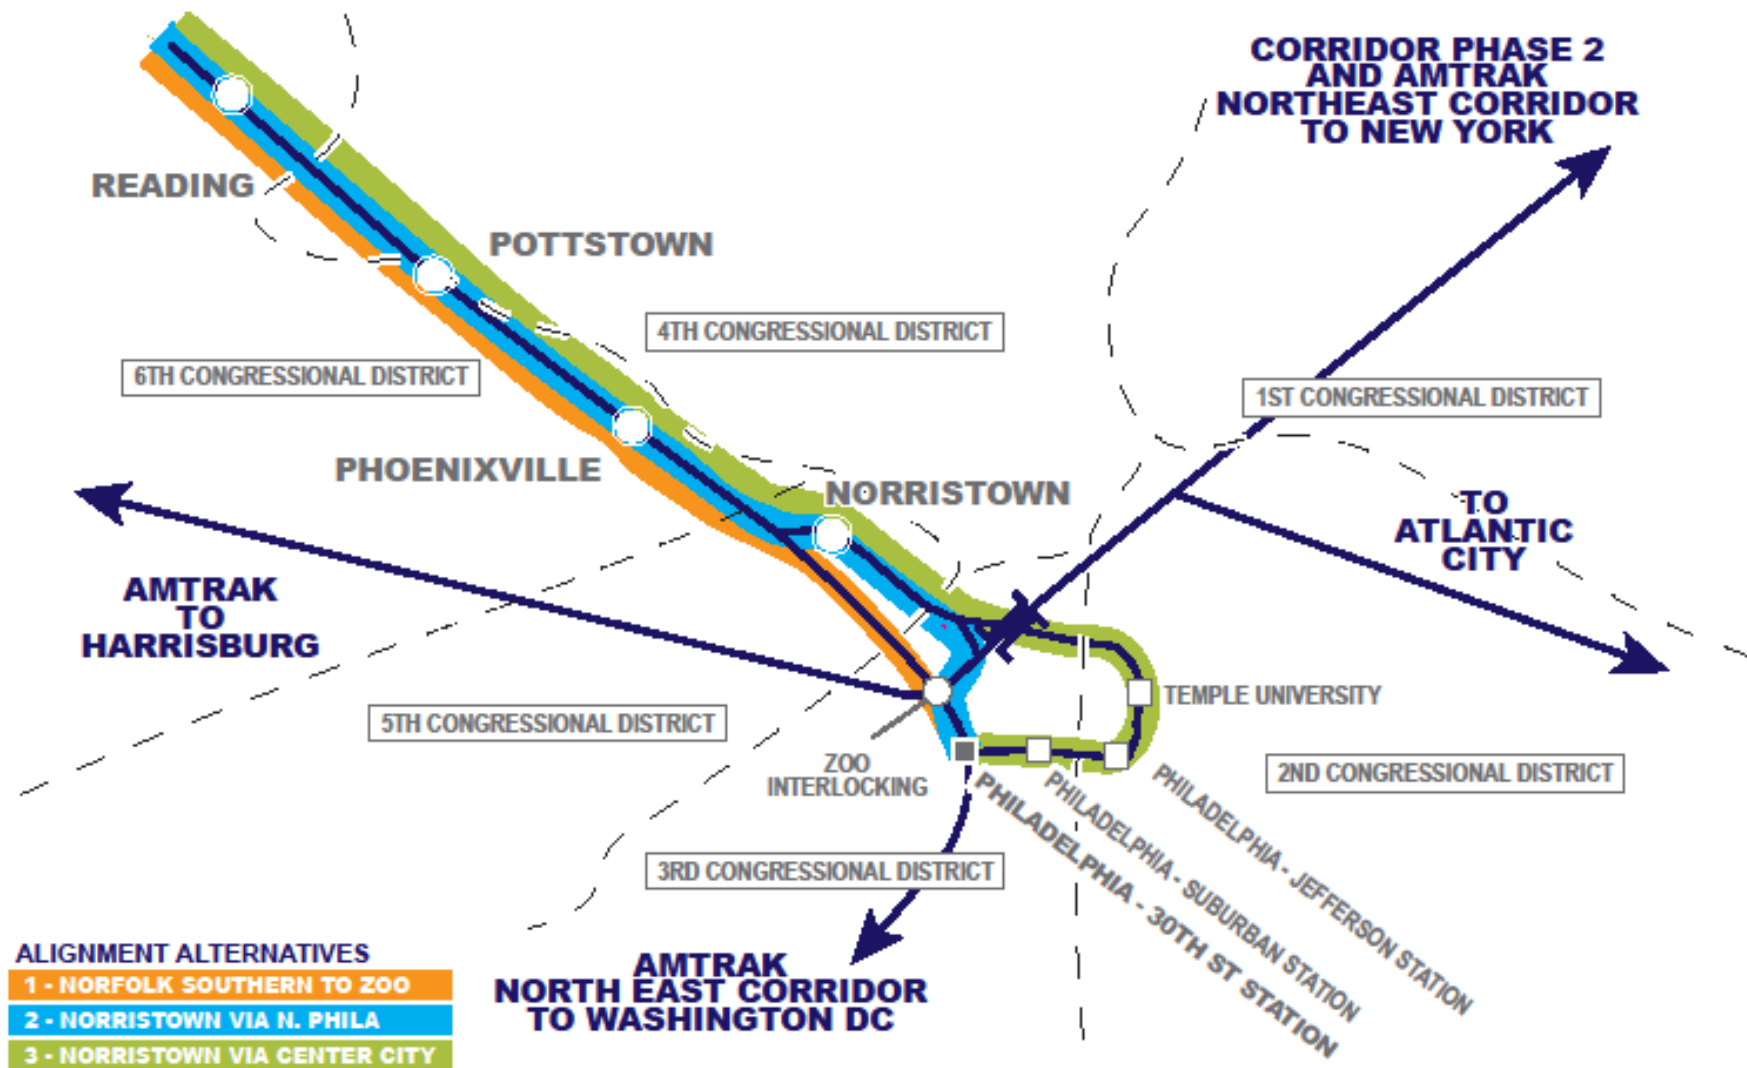 CORRIDOR PHASE 2
AND AMTRAK
NORTHEAST CORRIDOR
TO NEW YORK
READING
POTTSTOWN
4TH CONGRESSIONAL DISTRICT
6TH CONGRESSIONAL DISTRICT
1ST CONGRESSIONAL DISTRICT
PHOENIXVILLE
NORRISTOWN
TO
ATLANTIC
CITY
AMTRAK
TO
HARRISBURG
TEMPLE UNIVERSITY
5TH CONGRESSIONAL DISTRICT
ZOO
INTERLOCKING
2ND CONGRESSIONAL DISTRICT
PHILADELPHIA - JEFFERSON STATION
PHILADELPHIA - SUBURBAN STATION
PHILADELPHIA - 30TH ST STATION
3RD CONGRESSIONAL DISTRICT
AMTRAK
NORTH EAST CORRIDOR
TO WASHINGTON DC
ALIGNMENT ALTERNATIVES
1 - NORFOLK SOUTHERN TO ZOO
2 - NORRISTOWN VIA N. PHILA
3 - NORRISTOWN VIA CENTER CITY